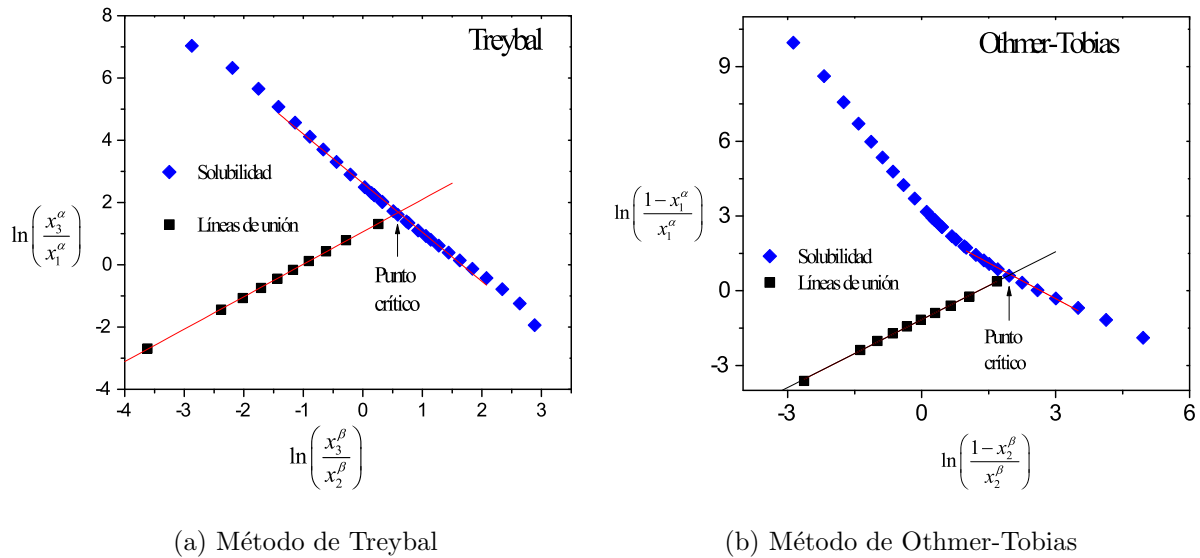 Treybal
8
6
4
2
0
-2
-4
-4 -3 -2 -1 0 1 2 3
ln(x₃^α / x₁^α)
Solubilidad
Líneas de unión
Punto
crítico
ln(x₃^β / x₂^β)
(a) Método de Treybal
Othmer-Tobias
9
6
3
0
-3
-3 0 3 6
ln(1 − x₁^α / x₁^α)
Solubilidad
Líneas de unión
Punto
crítico
ln(1 − x₂^β / x₂^β)
(b) Método de Othmer-Tobias